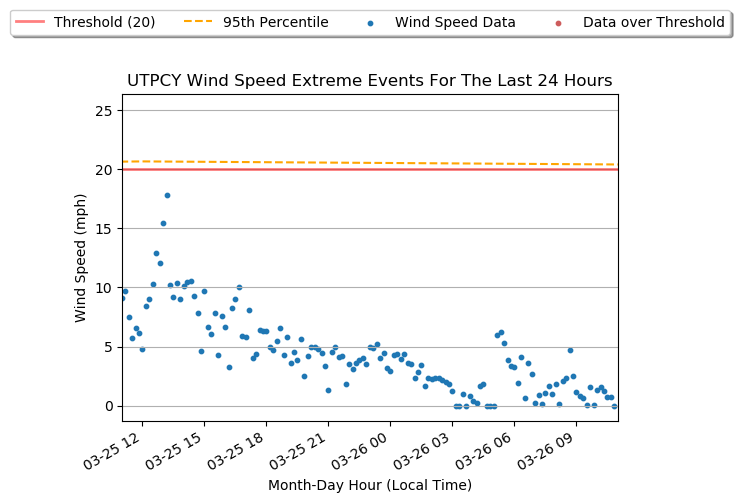 Threshold (20) 95th Percentile Wind Speed Data Data over Threshold
UTPCY Wind Speed Extreme Events For The Last 24 Hours
Wind Speed (mph)
25
20
15
10
5
0
03-25 12 03-25 15 03-25 18 03-25 21 03-26 00 03-26 03 03-26 06 03-26 09
Month-Day Hour (Local Time)